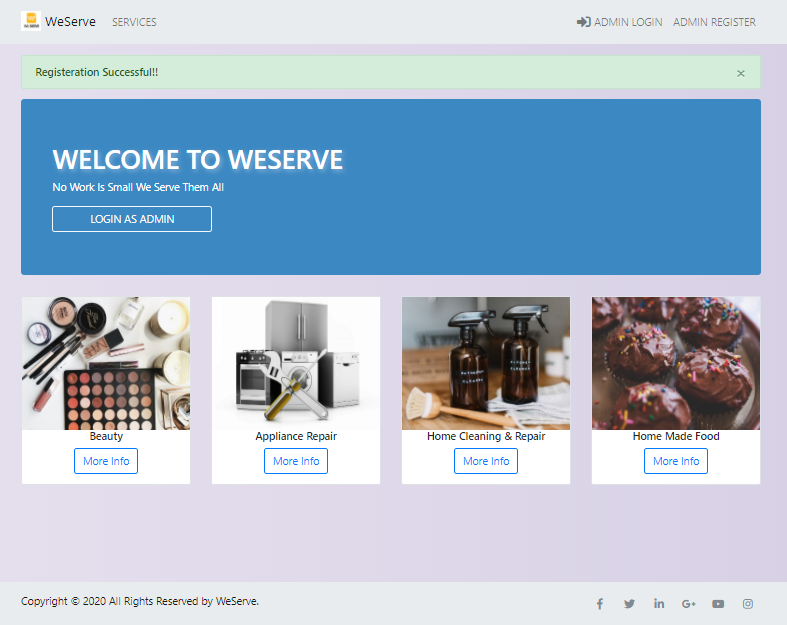 WeServe SERVICES ADMIN LOGIN ADMIN REGISTER
Registeration Successful!! ×
WELCOME TO WESERVE
No Work Is Small We Serve Them All
LOGIN AS ADMIN
Beauty Appliance Repair Home Cleaning & Repair Home Made Food
More Info More Info More Info More Info
Copyright © 2020 All Rights Reserved by WeServe.